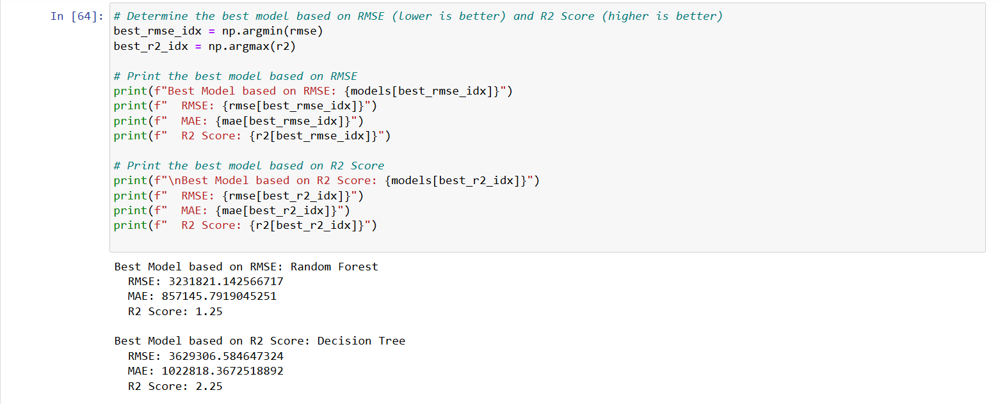 In [64]: # Determine the best model based on RMSE (lower is better) and R2 Score (higher is better)
best_rmse_idx = np.argmin(rmse)
best_r2_idx = np.argmax(r2)
# Print the best model based on RMSE
print(f"Best Model based on RMSE: {models[best_rmse_idx]}")
print(f"  RMSE: {rmse[best_rmse_idx]}")
print(f"  MAE: {mae[best_rmse_idx]}")
print(f"  R2 Score: {r2[best_rmse_idx]}")
# Print the best model based on R2 Score
print(f"\nBest Model based on R2 Score: {models[best_r2_idx]}")
print(f"  RMSE: {rmse[best_r2_idx]}")
print(f"  MAE: {mae[best_r2_idx]}")
print(f"  R2 Score: {r2[best_r2_idx]}")
Best Model based on RMSE: Random Forest
  RMSE: 3231821.142566717
  MAE: 857145.7919045251
  R2 Score: 1.25
Best Model based on R2 Score: Decision Tree
  RMSE: 3629306.584647324
  MAE: 1022818.3672518892
  R2 Score: 2.25